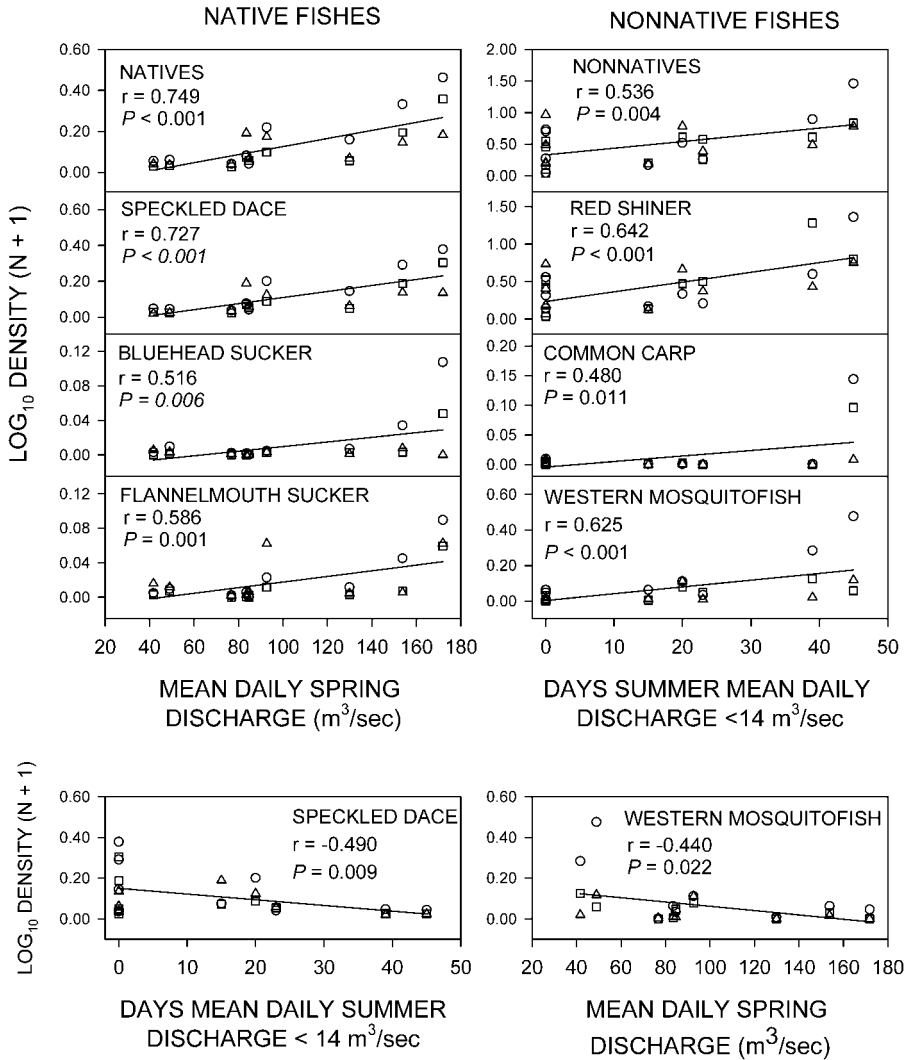 NATIVE FISHES
NONNATIVE FISHES
LOG₁₀ DENSITY (N + 1)
0.60
0.40
0.20
0.00
NATIVES
r = 0.749
P < 0.001
0.60
0.40
0.20
0.00
SPECKLED DACE
r = 0.727
P < 0.001
0.12
0.08
0.04
0.00
BLUEHEAD SUCKER
r = 0.516
P = 0.006
0.12
0.08
0.04
0.00
FLANNELMOUTH SUCKER
r = 0.586
P = 0.001
20 40 60 80 100 120 140 160 180
MEAN DAILY SPRING
DISCHARGE (m³/sec)
2.00
1.50
1.00
0.50
0.00
NONNATIVES
r = 0.536
P = 0.004
2.00
1.50
1.00
0.50
0.00
RED SHINER
r = 0.642
P < 0.001
0.20
0.15
0.10
0.05
0.00
COMMON CARP
r = 0.480
P = 0.011
0.60
0.40
0.20
0.00
WESTERN MOSQUITOFISH
r = 0.625
P < 0.001
0 10 20 30 40 50
DAYS SUMMER MEAN DAILY
DISCHARGE <14 m³/sec
LOG₁₀ DENSITY (N + 1)
0.60
0.40
0.20
0.00
SPECKLED DACE
r = -0.490
P = 0.009
0 10 20 30 40 50
DAYS MEAN DAILY SUMMER
DISCHARGE < 14 m³/sec
0.60
0.40
0.20
0.00
WESTERN MOSQUITOFISH
r = -0.440
P = 0.022
20 40 60 80 100 120 140 160 180
MEAN DAILY SPRING
DISCHARGE (m³/sec)